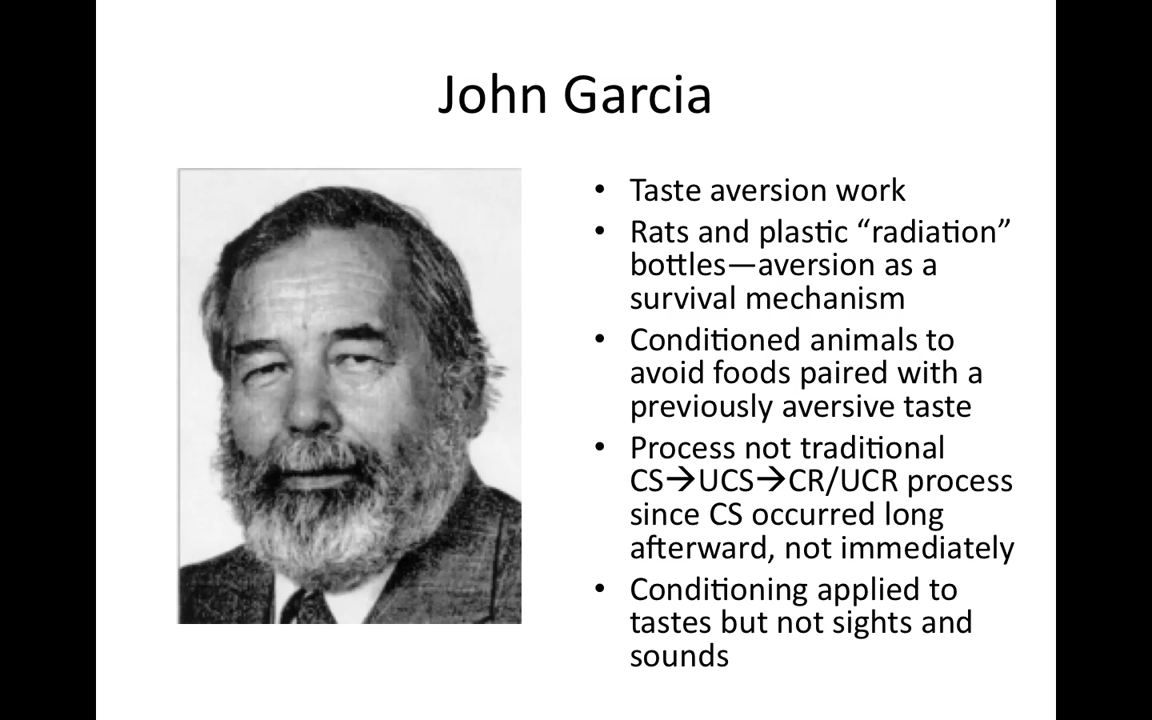 John Garcia
• Taste aversion work
• Rats and plastic “radiation”
bottles—aversion as a
survival mechanism
• Conditioned animals to
avoid foods paired with a
previously aversive taste
• Process not traditional
CS→UCS→CR/UCR process
since CS occurred long
afterward, not immediately
• Conditioning applied to
tastes but not sights and
sounds